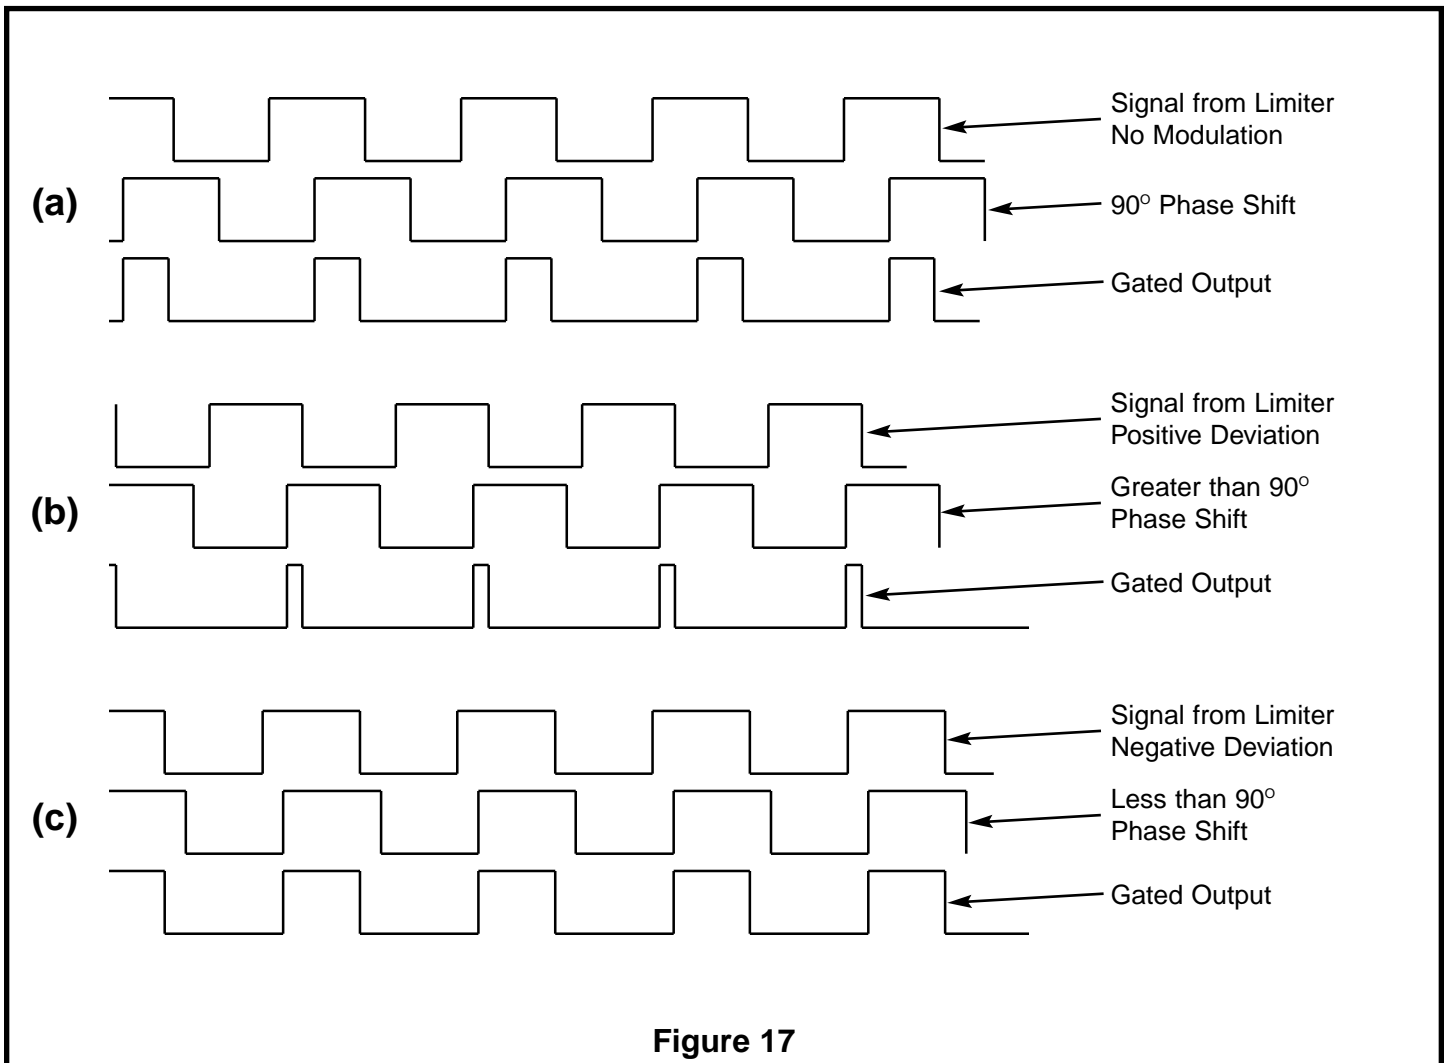 Signal from Limiter
No Modulation
(a)
90° Phase Shift
Gated Output
Signal from Limiter
Positive Deviation
(b)
Greater than 90°
Phase Shift
Gated Output
Signal from Limiter
Negative Deviation
(c)
Less than 90°
Phase Shift
Gated Output
Figure 17